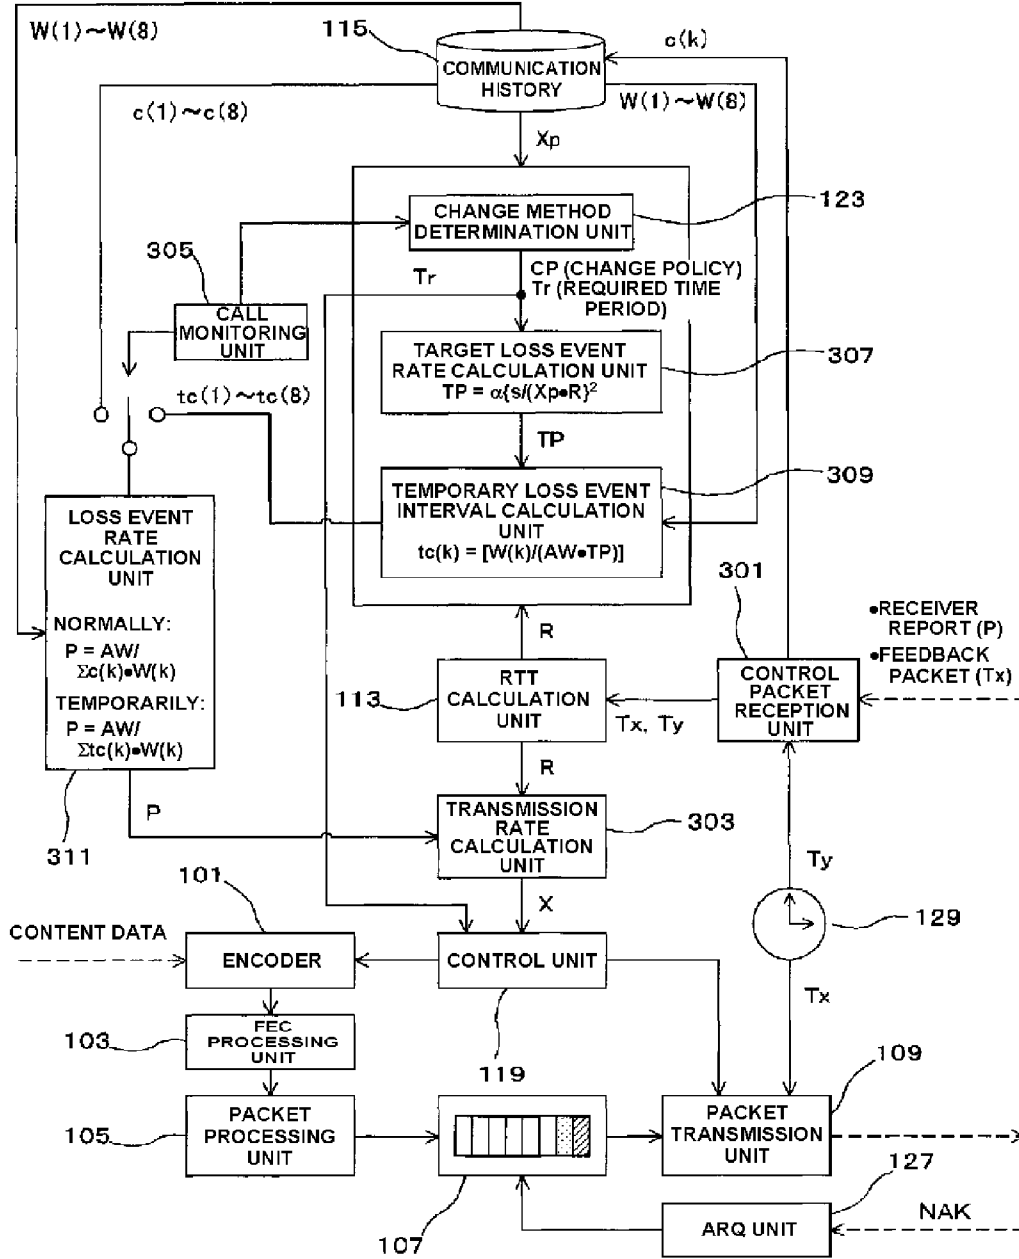 W(1)～W(8)
115
c(k)
COMMUNICATION
HISTORY
W(1)～W(8)
c(1)～c(8)
Xp
123
CHANGE METHOD
DETERMINATION UNIT
305
Tr
CP (CHANGE POLICY)
Tr (REQUIRED TIME
PERIOD)
CALL
MONITORING
UNIT
TARGET LOSS EVENT
RATE CALCULATION UNIT
TP = α{s/(Xp•R}²
307
tc(1)～tc(8)
TP
309
TEMPORARY LOSS EVENT
INTERVAL CALCULATION
UNIT
tc(k) = [W(k)/(AW•TP)]
LOSS EVENT
RATE
CALCULATION
UNIT
NORMALLY:
P = AW/
Σc(k)•W(k)
TEMPORARILY:
P = AW/
Σtc(k)•W(k)
301
•RECEIVER
REPORT (P)
•FEEDBACK
PACKET (Tx)
R
RTT
CALCULATION
UNIT
113
Tx, Ty
CONTROL
PACKET
RECEPTION
UNIT
R
P
TRANSMISSION
RATE
CALCULATION
UNIT
303
311
Ty
101
X
129
CONTENT DATA
ENCODER
CONTROL UNIT
Tx
103
FEC
PROCESSING
UNIT
119
109
105
PACKET
PROCESSING
UNIT
PACKET
TRANSMISSION
UNIT
127
107
ARQ UNIT
NAK